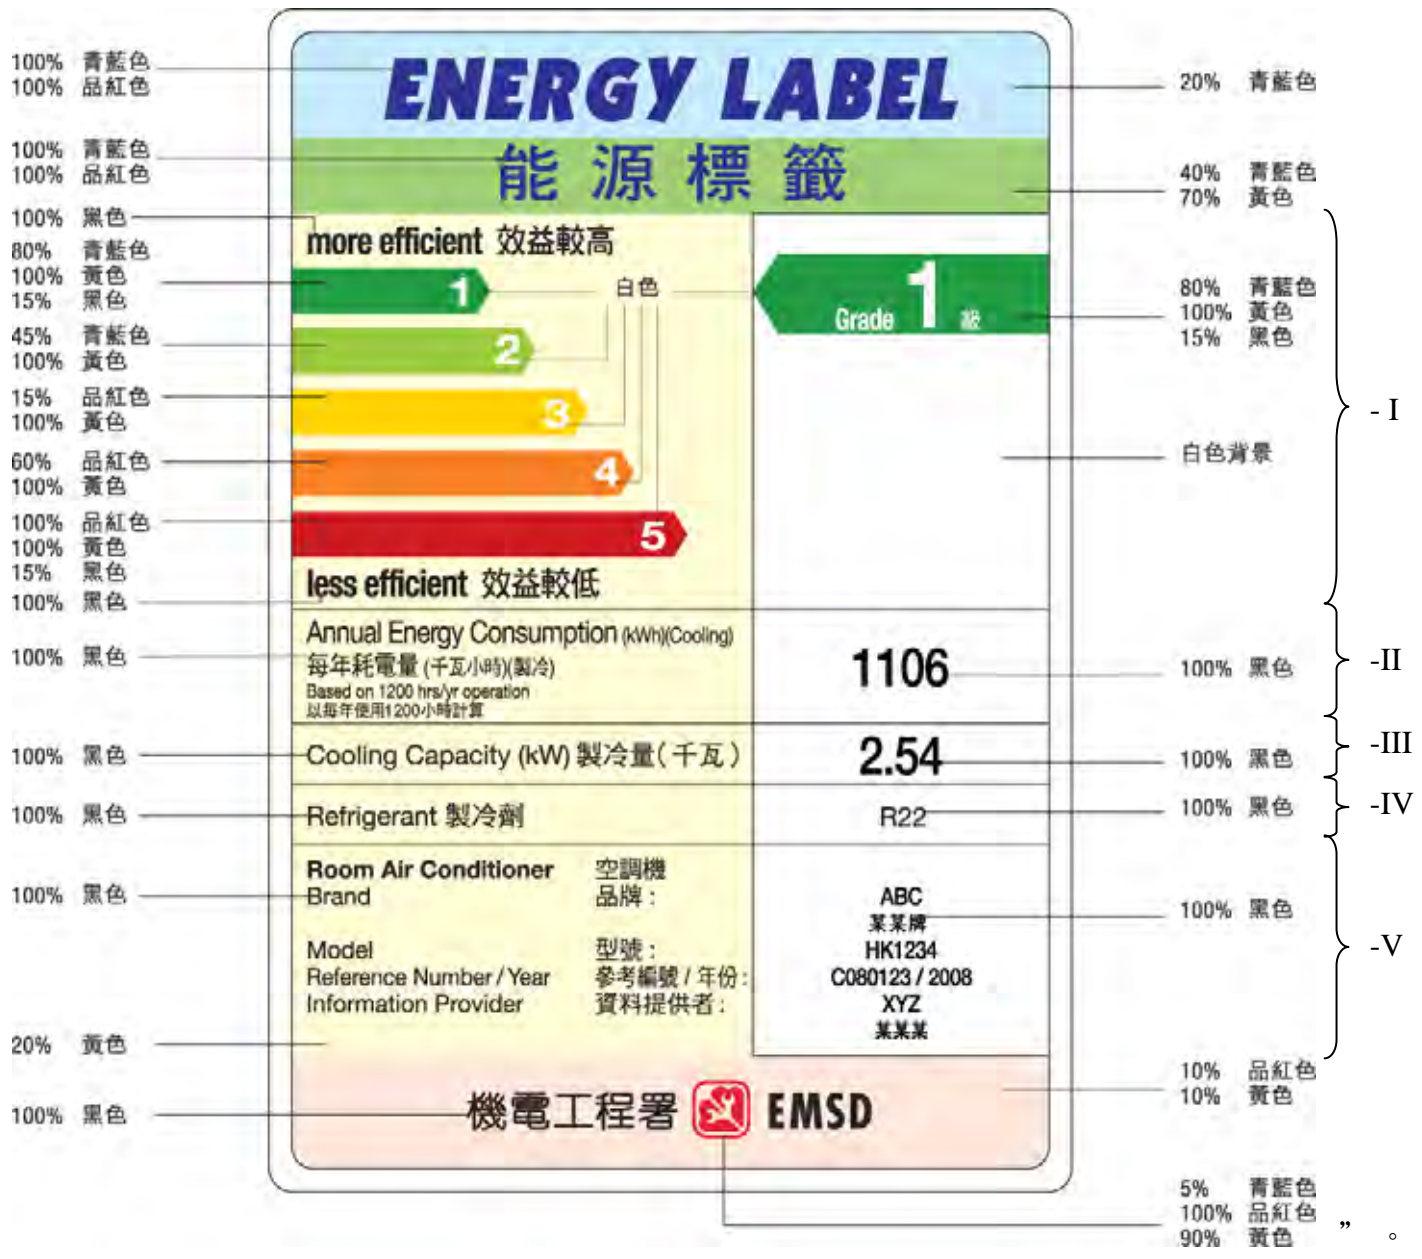 100% 青藍色
100% 品紅色
100% 青藍色
100% 品紅色
100% 黑色
80% 青藍色
100% 黃色
15% 黑色
45% 青藍色
100% 黃色
15% 品紅色
100% 黃色
60% 品紅色
100% 黃色
100% 品紅色
100% 黃色
15% 黑色
100% 黑色
100% 黑色
100% 黑色
100% 黑色
100% 黑色
20% 黃色
100% 黑色
ENERGY LABEL
能源標籤
more efficient 效益較高
1
2
3
4
5
白色
less efficient 效益較低
Grade 1 級
Annual Energy Consumption (kWh)(Cooling)
每年耗電量 (千瓦小時)(製冷)
Based on 1200 hrs/yr operation
以每年使用1200小時計算
1106
Cooling Capacity (kW) 製冷量(千瓦)
2.54
Refrigerant 製冷劑
R22
Room Air Conditioner 空調機
Brand 品牌 :
ABC
某某牌
Model 型號 :
HK1234
Reference Number / Year 參考編號 / 年份 :
C080123 / 2008
Information Provider 資料提供者 :
XYZ
某某某
機電工程署 EMSD
20% 青藍色
40% 青藍色
70% 黃色
80% 青藍色
100% 黃色
15% 黑色
白色背景
100% 黑色
100% 黑色
100% 黑色
100% 黑色
10% 品紅色
10% 黃色
5% 青藍色
100% 品紅色
90% 黃色
- I
-II
-III
-IV
-V
” 。